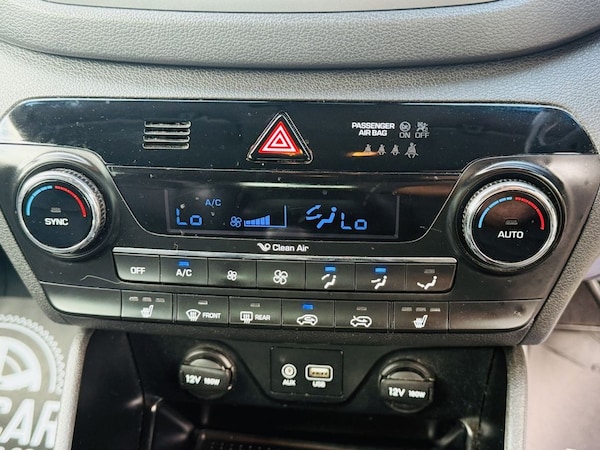 PASSENGER
AIR BAG ON OFF
A/C
Lo Lo
SYNC
AUTO
Clean Air
OFF A/C
FRONT REAR
12V 180W
AUX USB
12V 180W
CAR